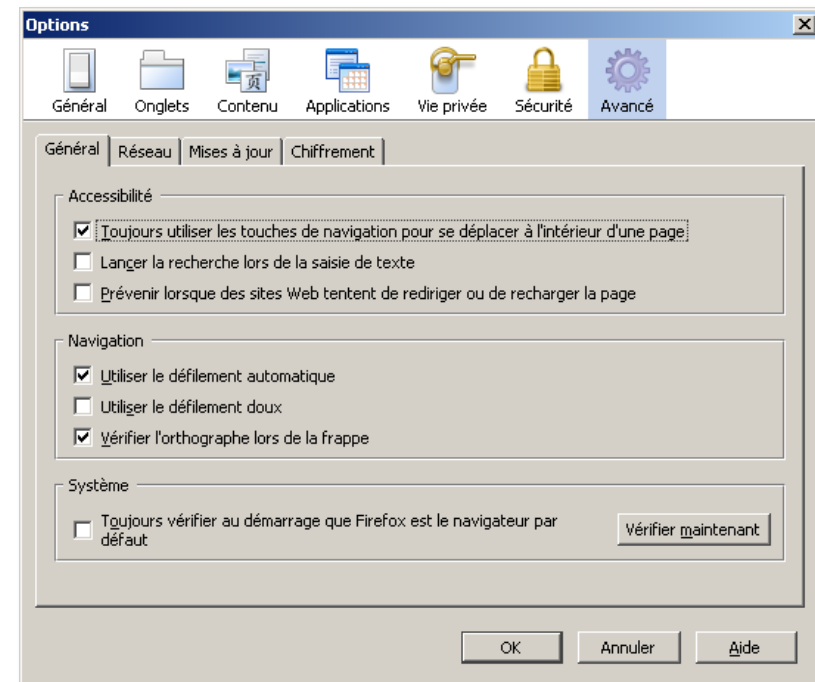 Options
Général Onglets Contenu Applications Vie privée Sécurité Avancé
Général Réseau Mises à jour Chiffrement
Accessibilité
Toujours utiliser les touches de navigation pour se déplacer à l'intérieur d'une page
Lancer la recherche lors de la saisie de texte
Prévenir lorsque des sites Web tentent de rediriger ou de recharger la page
Navigation
Utiliser le défilement automatique
Utiliser le défilement doux
Vérifier l'orthographe lors de la frappe
Système
Toujours vérifier au démarrage que Firefox est le navigateur par
défaut
Vérifier maintenant
OK Annuler Aide